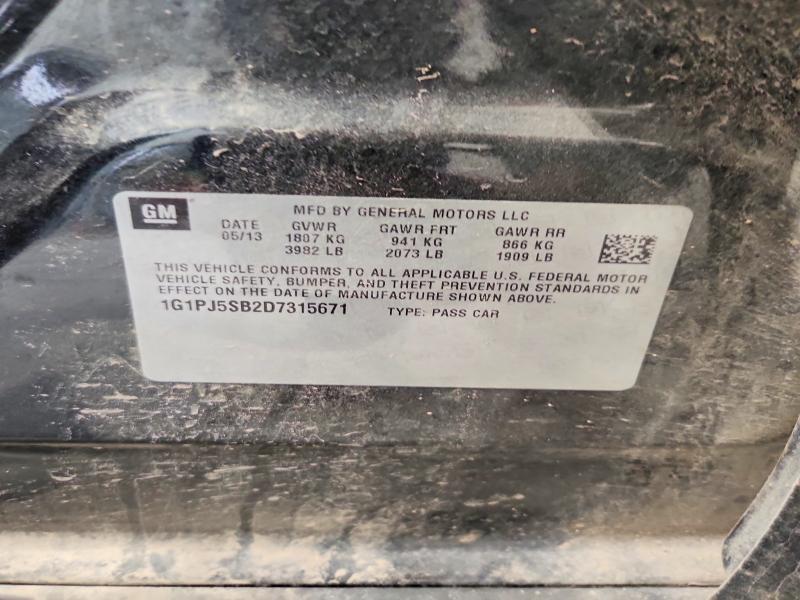 GM
MFD BY GENERAL MOTORS LLC
DATE GVWR GAWR FRT GAWR RR
05/13 1807 KG 941 KG 866 KG
3982 LB 2073 LB 1909 LB
THIS VEHICLE CONFORMS TO ALL APPLICABLE U.S. FEDERAL MOTOR
VEHICLE SAFETY, BUMPER, AND THEFT PREVENTION STANDARDS IN
EFFECT ON THE DATE OF MANUFACTURE SHOWN ABOVE.
1G1PJ5SB2D7315671 TYPE: PASS CAR